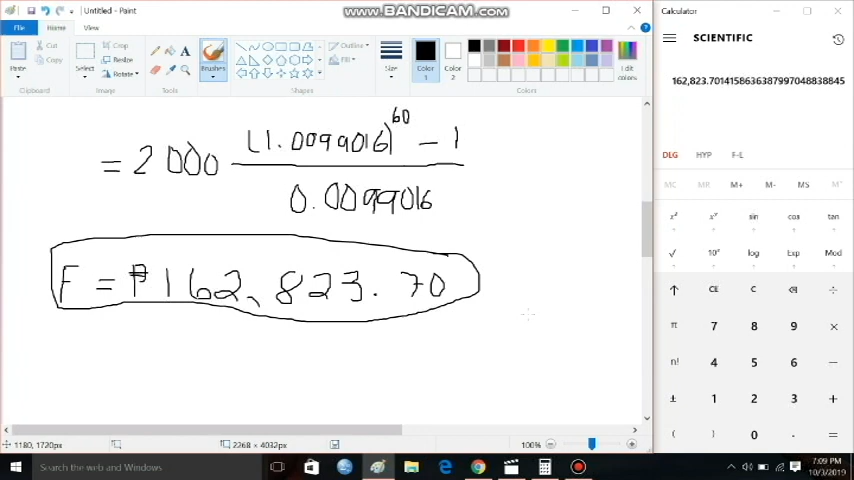 Untitled - Paint
www.BANDICAM.com
File
Home
View
Paste
Cut
Copy
Clipboard
Select
Crop
Resize
Rotate
Image
Tools
Brushes
Outline
Fill
Shapes
Size
Color 1
Color 2
Edit colors
Colors
(1.0099016)^60 - 1
= 2000
0.0099016
F = ₱162,823.70
1180, 1720px
2268 × 4032px
100%
Calculator
SCIENTIFIC
162,823.70141586363879970488388​45
DEG HYP F-E
MC MR M+ M- MS M˅
x² xʸ sin cos tan
√ 10ˣ log Exp Mod
↑ CE C ⌫ ÷
π 7 8 9 ×
n! 4 5 6 −
± 1 2 3 +
( ) 0 . =
Search the web and Windows
7:09 PM
10/3/2019